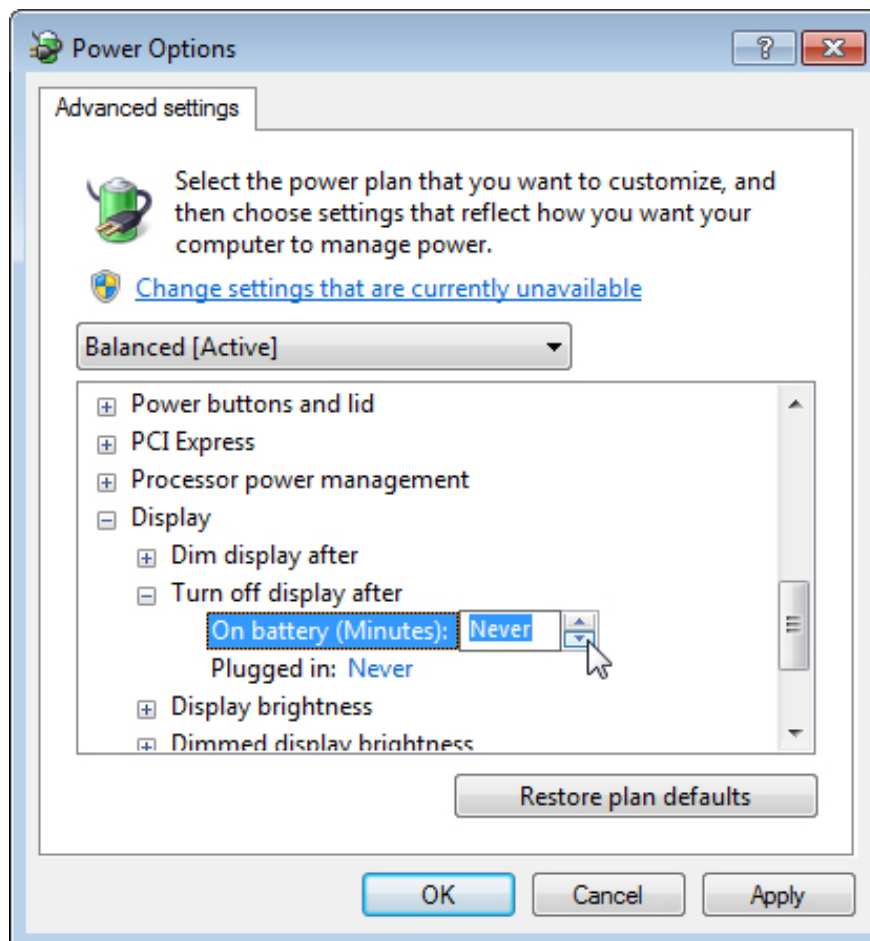 Power Options
?
Advanced settings
Select the power plan that you want to customize, and
then choose settings that reflect how you want your
computer to manage power.
Change settings that are currently unavailable
Balanced [Active]
Power buttons and lid
PCI Express
Processor power management
Display
Dim display after
Turn off display after
On battery (Minutes): Never
Plugged in: Never
Display brightness
Dimmed display brightness
Restore plan defaults
OK Cancel Apply